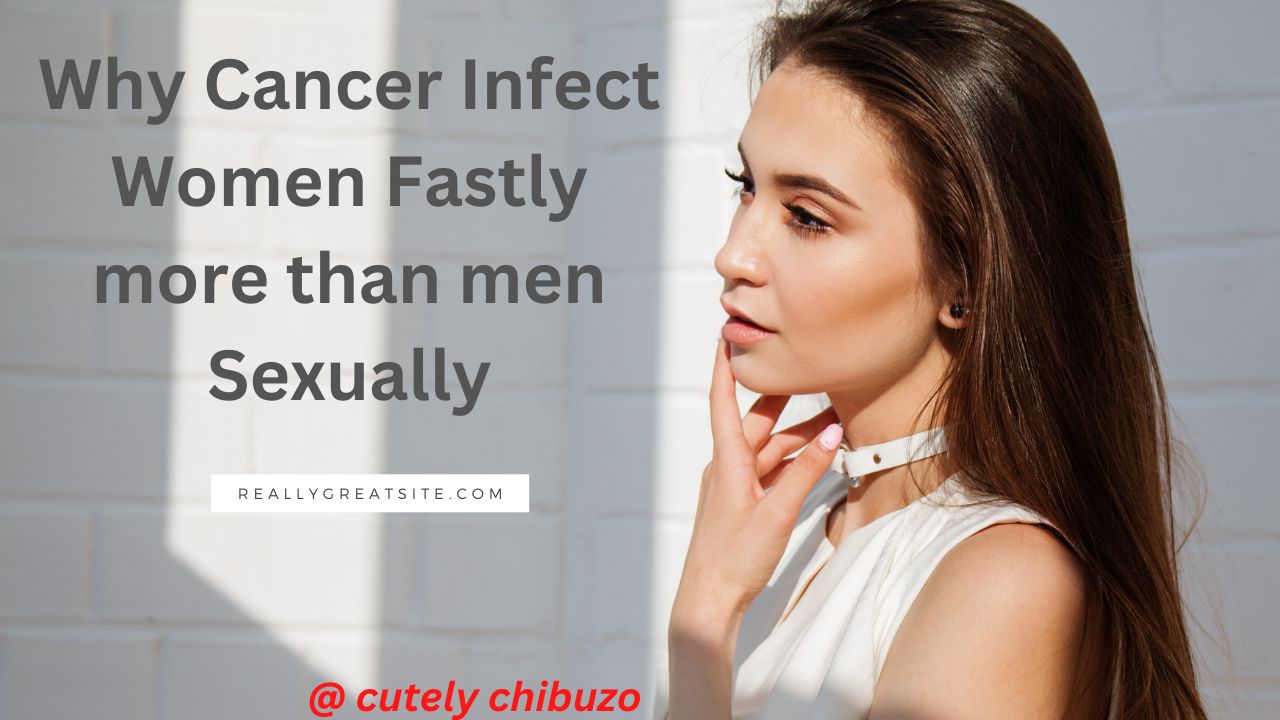 Why Cancer Infect
Women Fastly
more than men
Sexually
REALLYGREATSITE.COM
@ cutely chibuzo